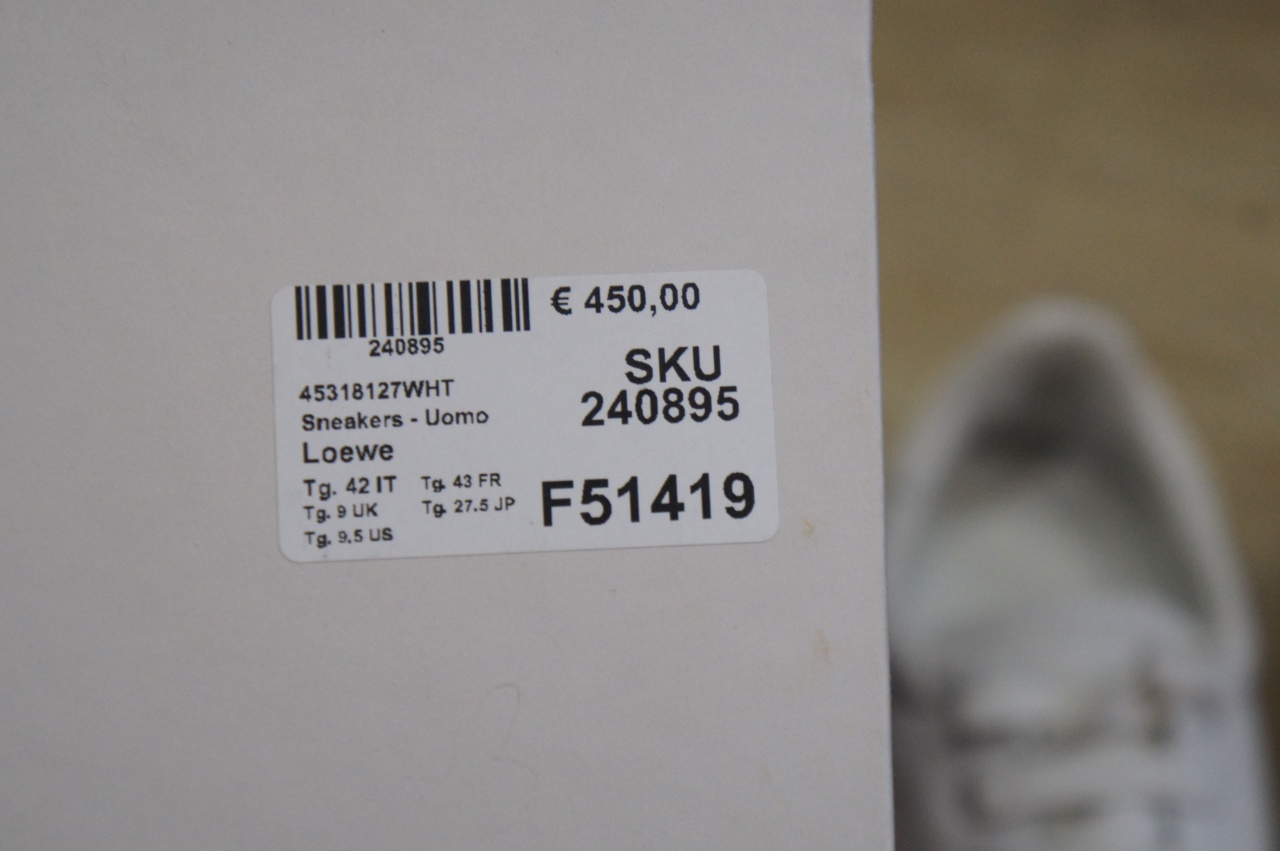 € 450,00
240895
SKU
240895
45318127WHT
Sneakers - Uomo
Loewe
Tg. 42 IT Tg. 43 FR
Tg. 9 UK Tg. 27.5 JP
Tg. 9.5 US
F51419